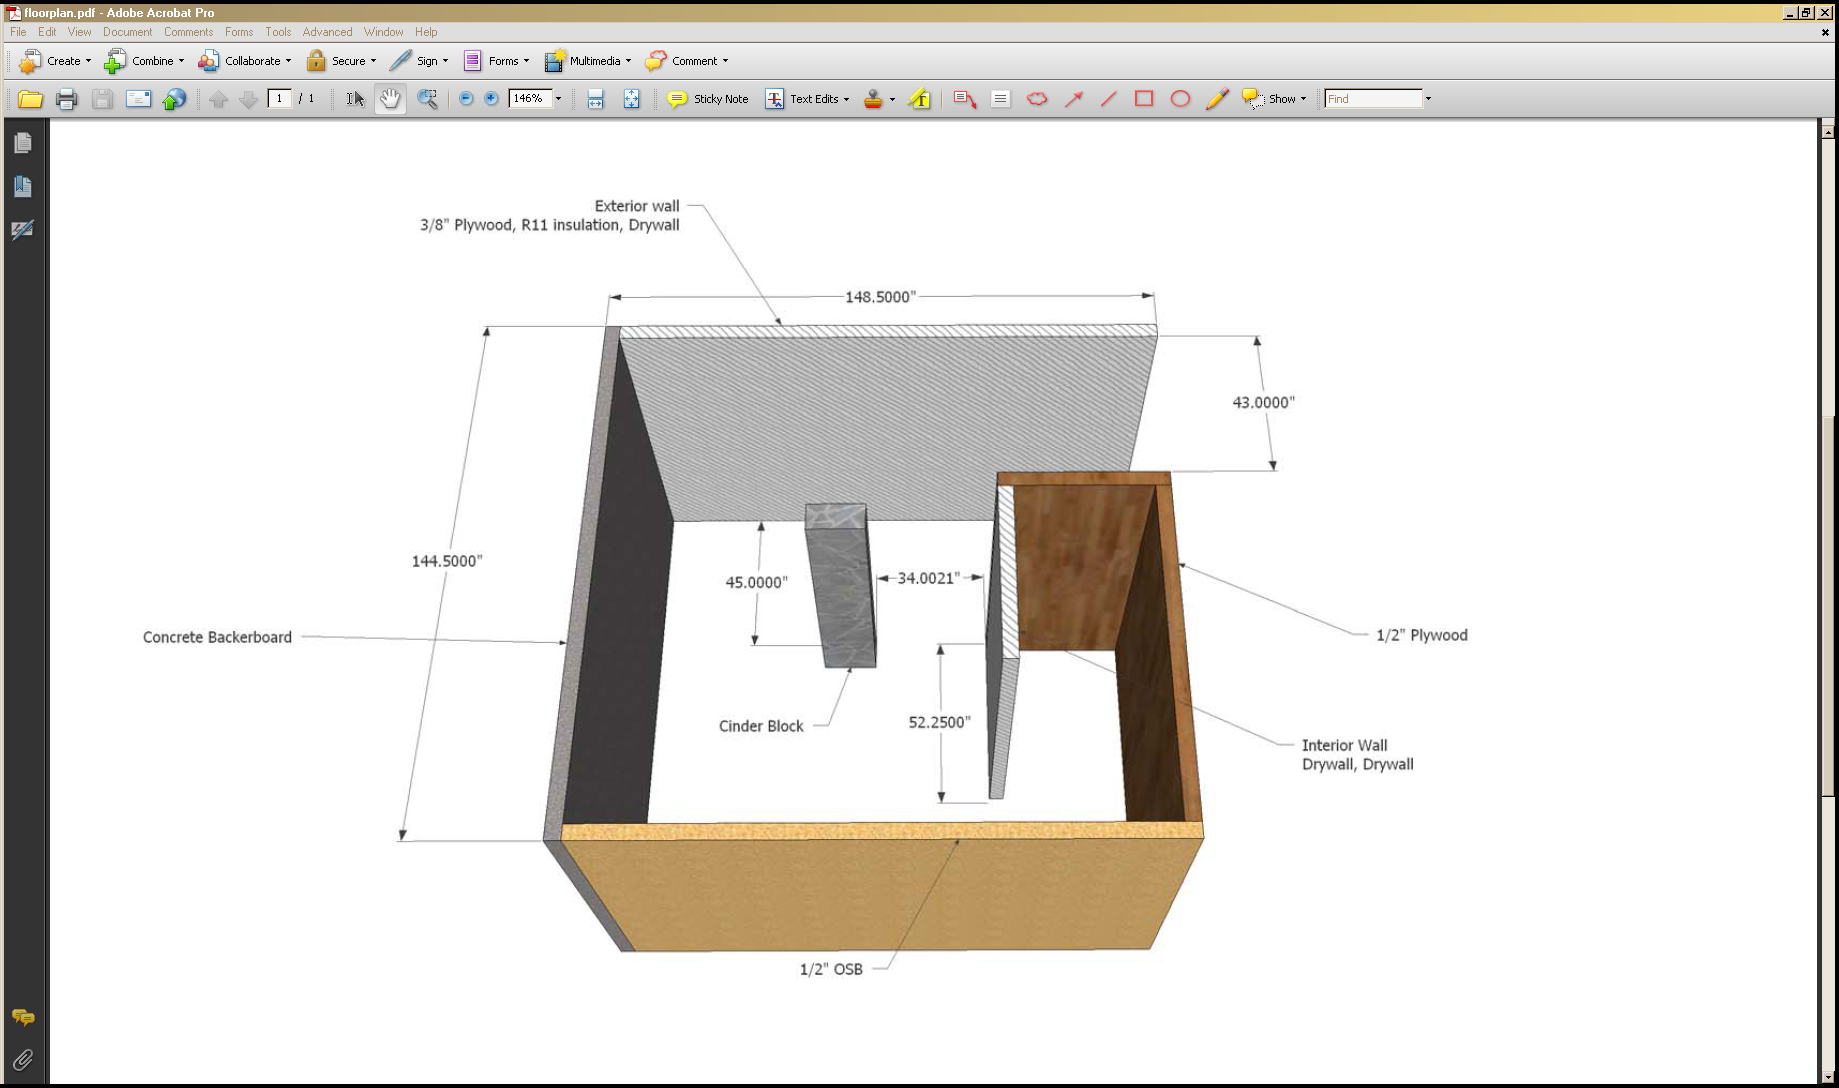 floorplan.pdf - Adobe Acrobat Pro
File Edit View Document Comments Forms Tools Advanced Window Help
Create Combine Collaborate Secure Sign Forms Multimedia Comment
1 / 1 146% Sticky Note Text Edits Show Find
Exterior wall
3/8" Plywood, R11 insulation, Drywall
148.5000"
43.0000"
144.5000"
45.0000"
34.0021"
Concrete Backerboard
1/2" Plywood
Cinder Block
52.2500"
Interior Wall
Drywall, Drywall
1/2" OSB